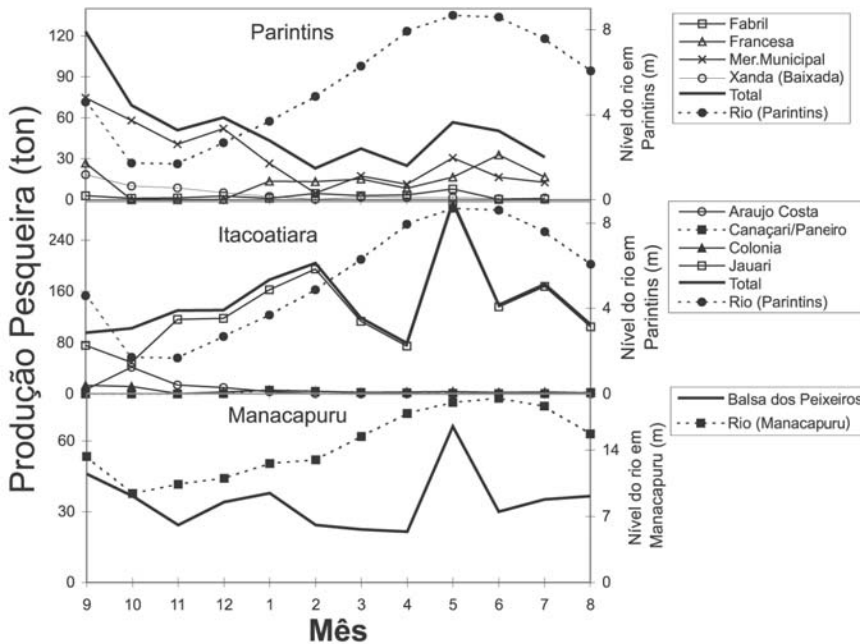 Produção Pesqueira (ton)
Parintins
120
90
60
30
0
8
4
0
Nível do rio em
Parintins (m)
Fabril
Francesa
Mer.Municipal
Xanda (Baixada)
Total
Rio (Parintins)
Itacoatiara
240
160
80
0
8
4
0
Nível do rio em
Parintins (m)
Araujo Costa
Canaçari/Paneiro
Colonia
Jauari
Total
Rio (Parintins)
Manacapuru
60
30
0
14
7
0
Nível do rio em
Manacapuru (m)
Balsa dos Peixeiros
Rio (Manacapuru)
9 10 11 12 1 2 3 4 5 6 7 8
Mês